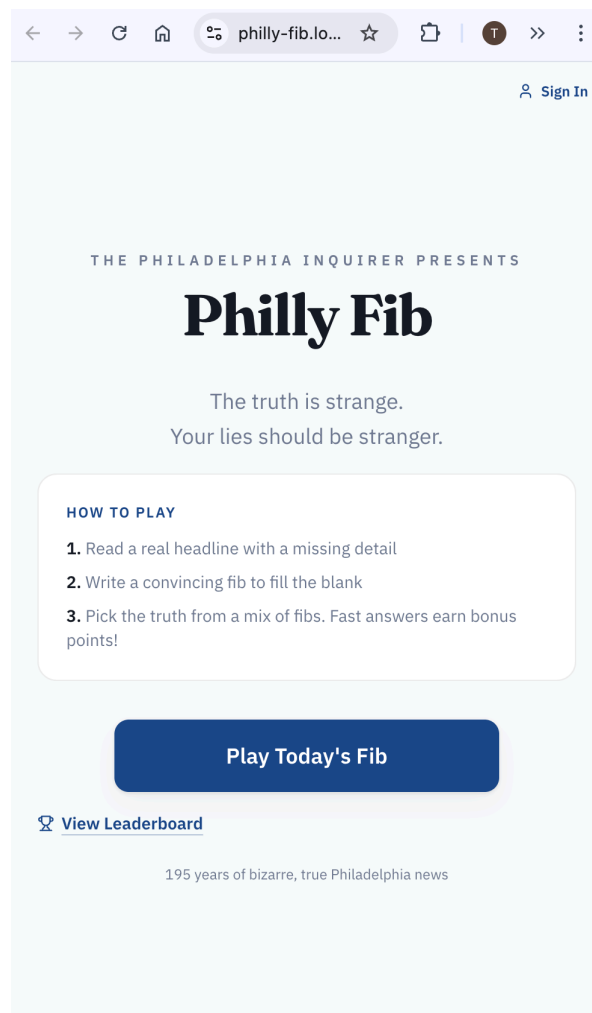 philly-fib.lo...
T
Sign In
THE PHILADELPHIA INQUIRER PRESENTS
Philly Fib
The truth is strange.
Your lies should be stranger.
HOW TO PLAY
1. Read a real headline with a missing detail
2. Write a convincing fib to fill the blank
3. Pick the truth from a mix of fibs. Fast answers earn bonus
points!
Play Today's Fib
View Leaderboard
195 years of bizarre, true Philadelphia news